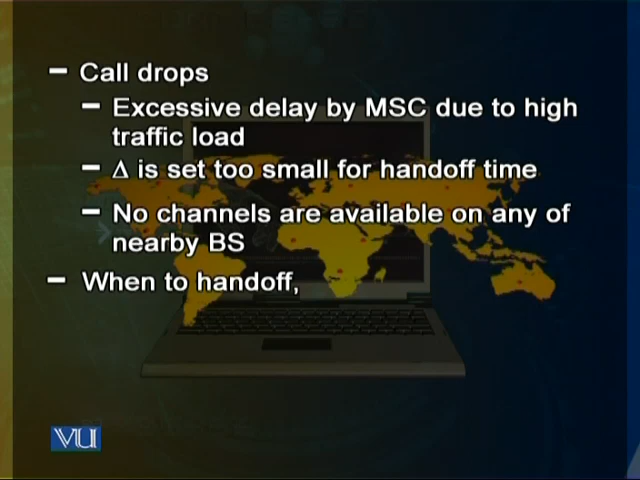 – Call drops
– Excessive delay by MSC due to high
traffic load
– Δ is set too small for handoff time
– No channels are available on any of
nearby BS
– When to handoff,
VU